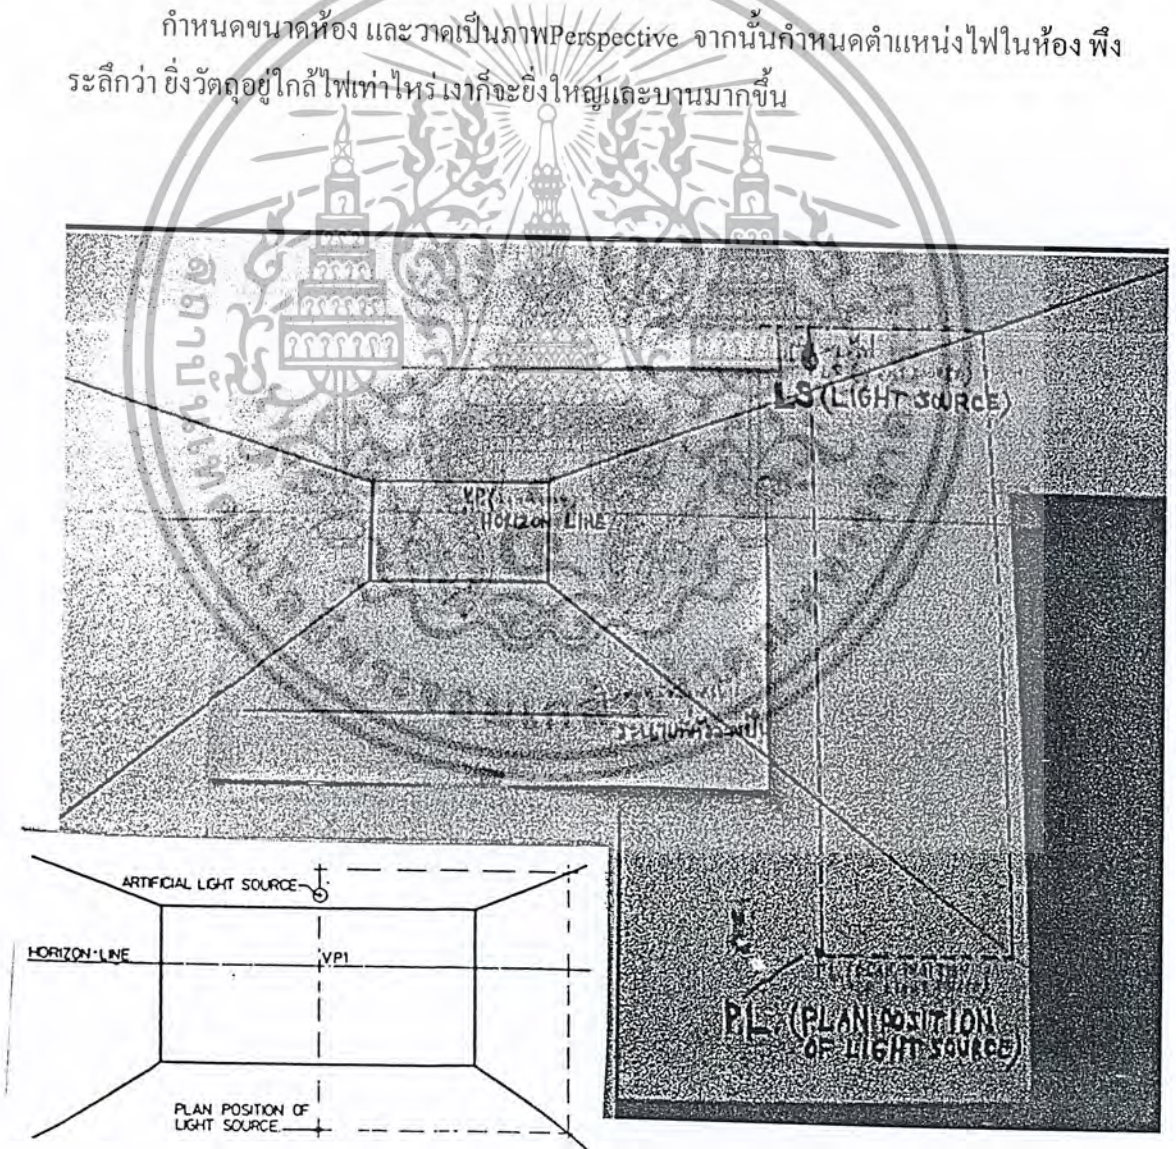 กำหนดขนาดห้อง และวาดเป็นภาพPerspective จากนั้นกำหนดตำแหน่งไฟในห้อง พึง
ระลึกว่า ยิ่งวัตถุอยู่ใกล้ไฟเท่าไหร่ เงาก็จะยิ่งใหญ่และบานมากขึ้น
LS (LIGHT SOURCE)
VP
HORIZON LINE
PL. (PLAN POSITION
OF LIGHT SOURCE)
ARTIFICIAL LIGHT SOURCE
HORIZON LINE
VP1
PLAN POSITION OF
LIGHT SOURCE